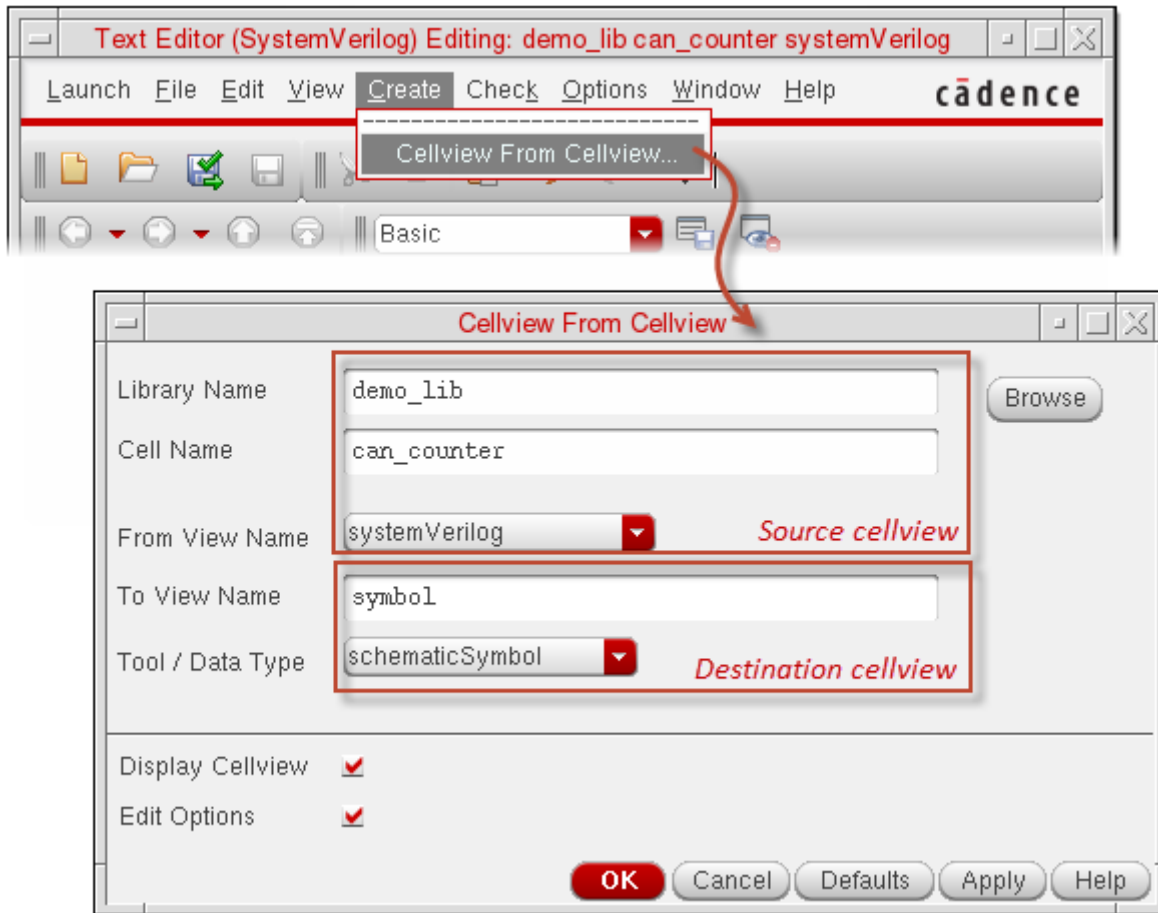 Text Editor (SystemVerilog) Editing: demo_lib can_counter systemVerilog
Launch File Edit View Create Check Options Window Help cādence
Cellview From Cellview...
Basic
Cellview From Cellview
Library Name demo_lib Browse
Cell Name can_counter
From View Name systemVerilog Source cellview
To View Name symbol
Tool / Data Type schematicSymbol Destination cellview
Display Cellview
Edit Options
OK Cancel Defaults Apply Help